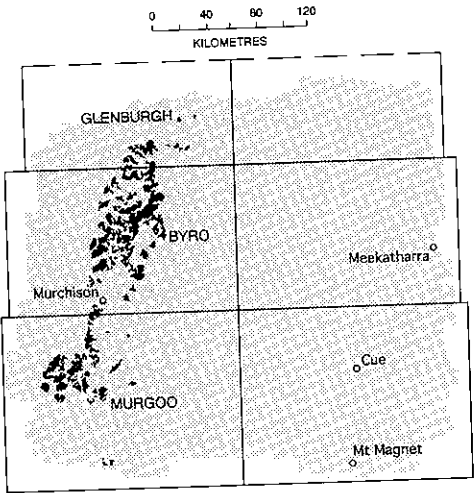 0 40 80 120
KILOMETRES
GLENBURGH
BYRO
Meekatharra
Murchison
Cue
MURGOO
Mt Magnet